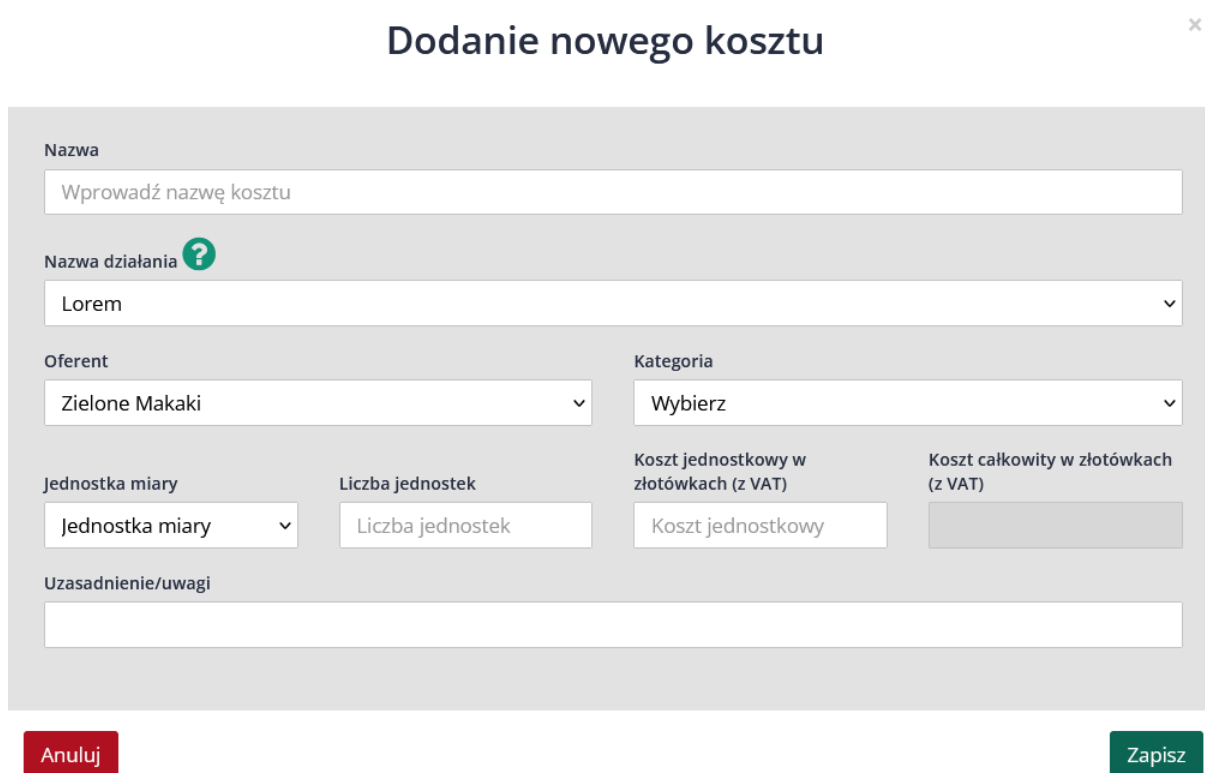 Dodanie nowego kosztu
×
Nazwa
Wprowadź nazwę kosztu
Nazwa działania ?
Lorem
Oferent
Kategoria
Zielone Makaki
Wybierz
Jednostka miary
Liczba jednostek
Koszt jednostkowy w
złotówkach (z VAT)
Koszt całkowity w złotówkach
(z VAT)
Jednostka miary
Liczba jednostek
Koszt jednostkowy
Uzasadnienie/uwagi
Anuluj
Zapisz